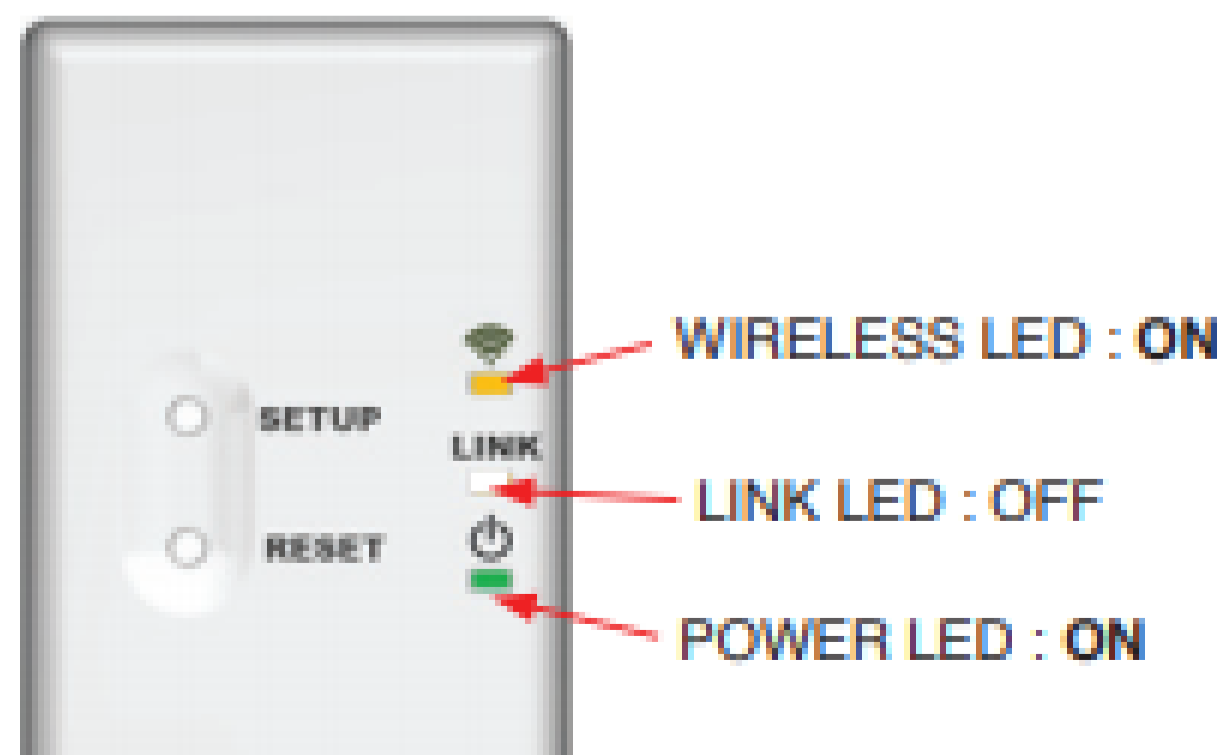 WIRELESS LED : ON
SETUP
LINK
LINK LED : OFF
RESET
POWER LED : ON